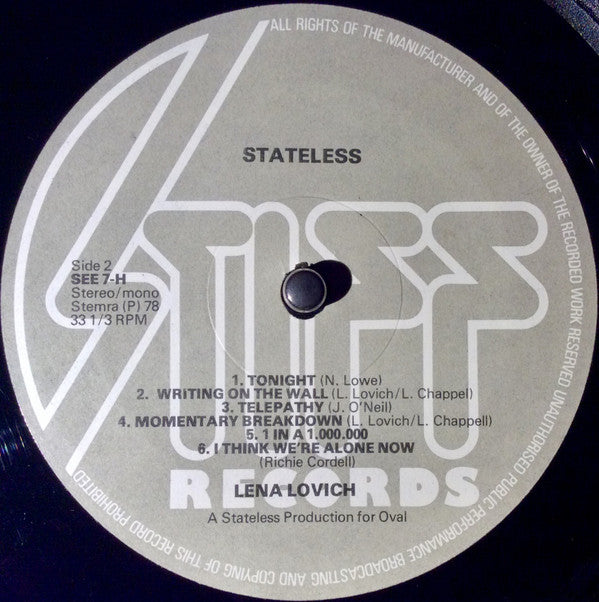 ALL RIGHTS OF THE MANUFACTURER AND OF THE OWNER OF THE RECORDED WORK RESERVED UNAUTHORISED PUBLIC PERFORMANCE BROADCASTING AND COPYING OF THIS RECORD PROHIBITED
STATELESS
STIFF
Side 2
SEE 7-H
Stereo/mono
Stemra (P) 78
33 1/3 RPM
1. TONIGHT (N. Lowe)
2. WRITING ON THE WALL (L. Lovich/L. Chappel)
3. TELEPATHY (J. O'Neil)
4. MOMENTARY BREAKDOWN (L. Lovich/L. Chappell)
5. 1 IN A 1.000.000
6. I THINK WE'RE ALONE NOW
(Richie Cordell)
RECORDS
LENA LOVICH
A Stateless Production for Oval